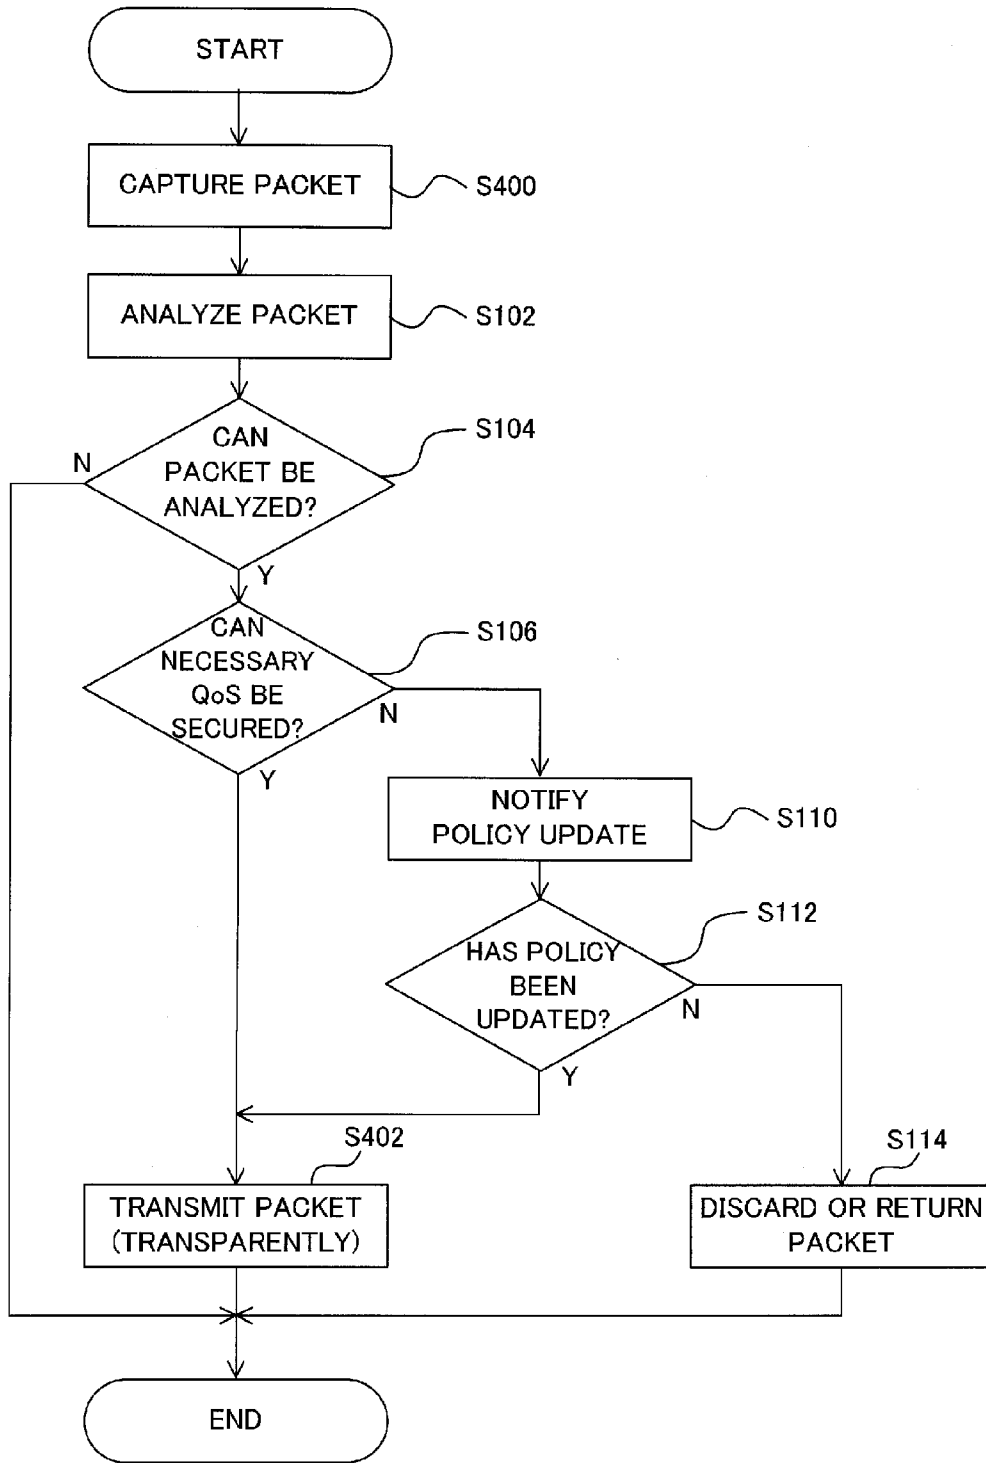 START
CAPTURE PACKET
S400
ANALYZE PACKET
S102
CAN
PACKET BE
ANALYZED?
S104
N
Y
CAN
NECESSARY
QoS BE
SECURED?
S106
N
Y
NOTIFY
POLICY UPDATE
S110
HAS POLICY
BEEN
UPDATED?
S112
N
Y
S402
TRANSMIT PACKET
(TRANSPARENTLY)
S114
DISCARD OR RETURN
PACKET
END